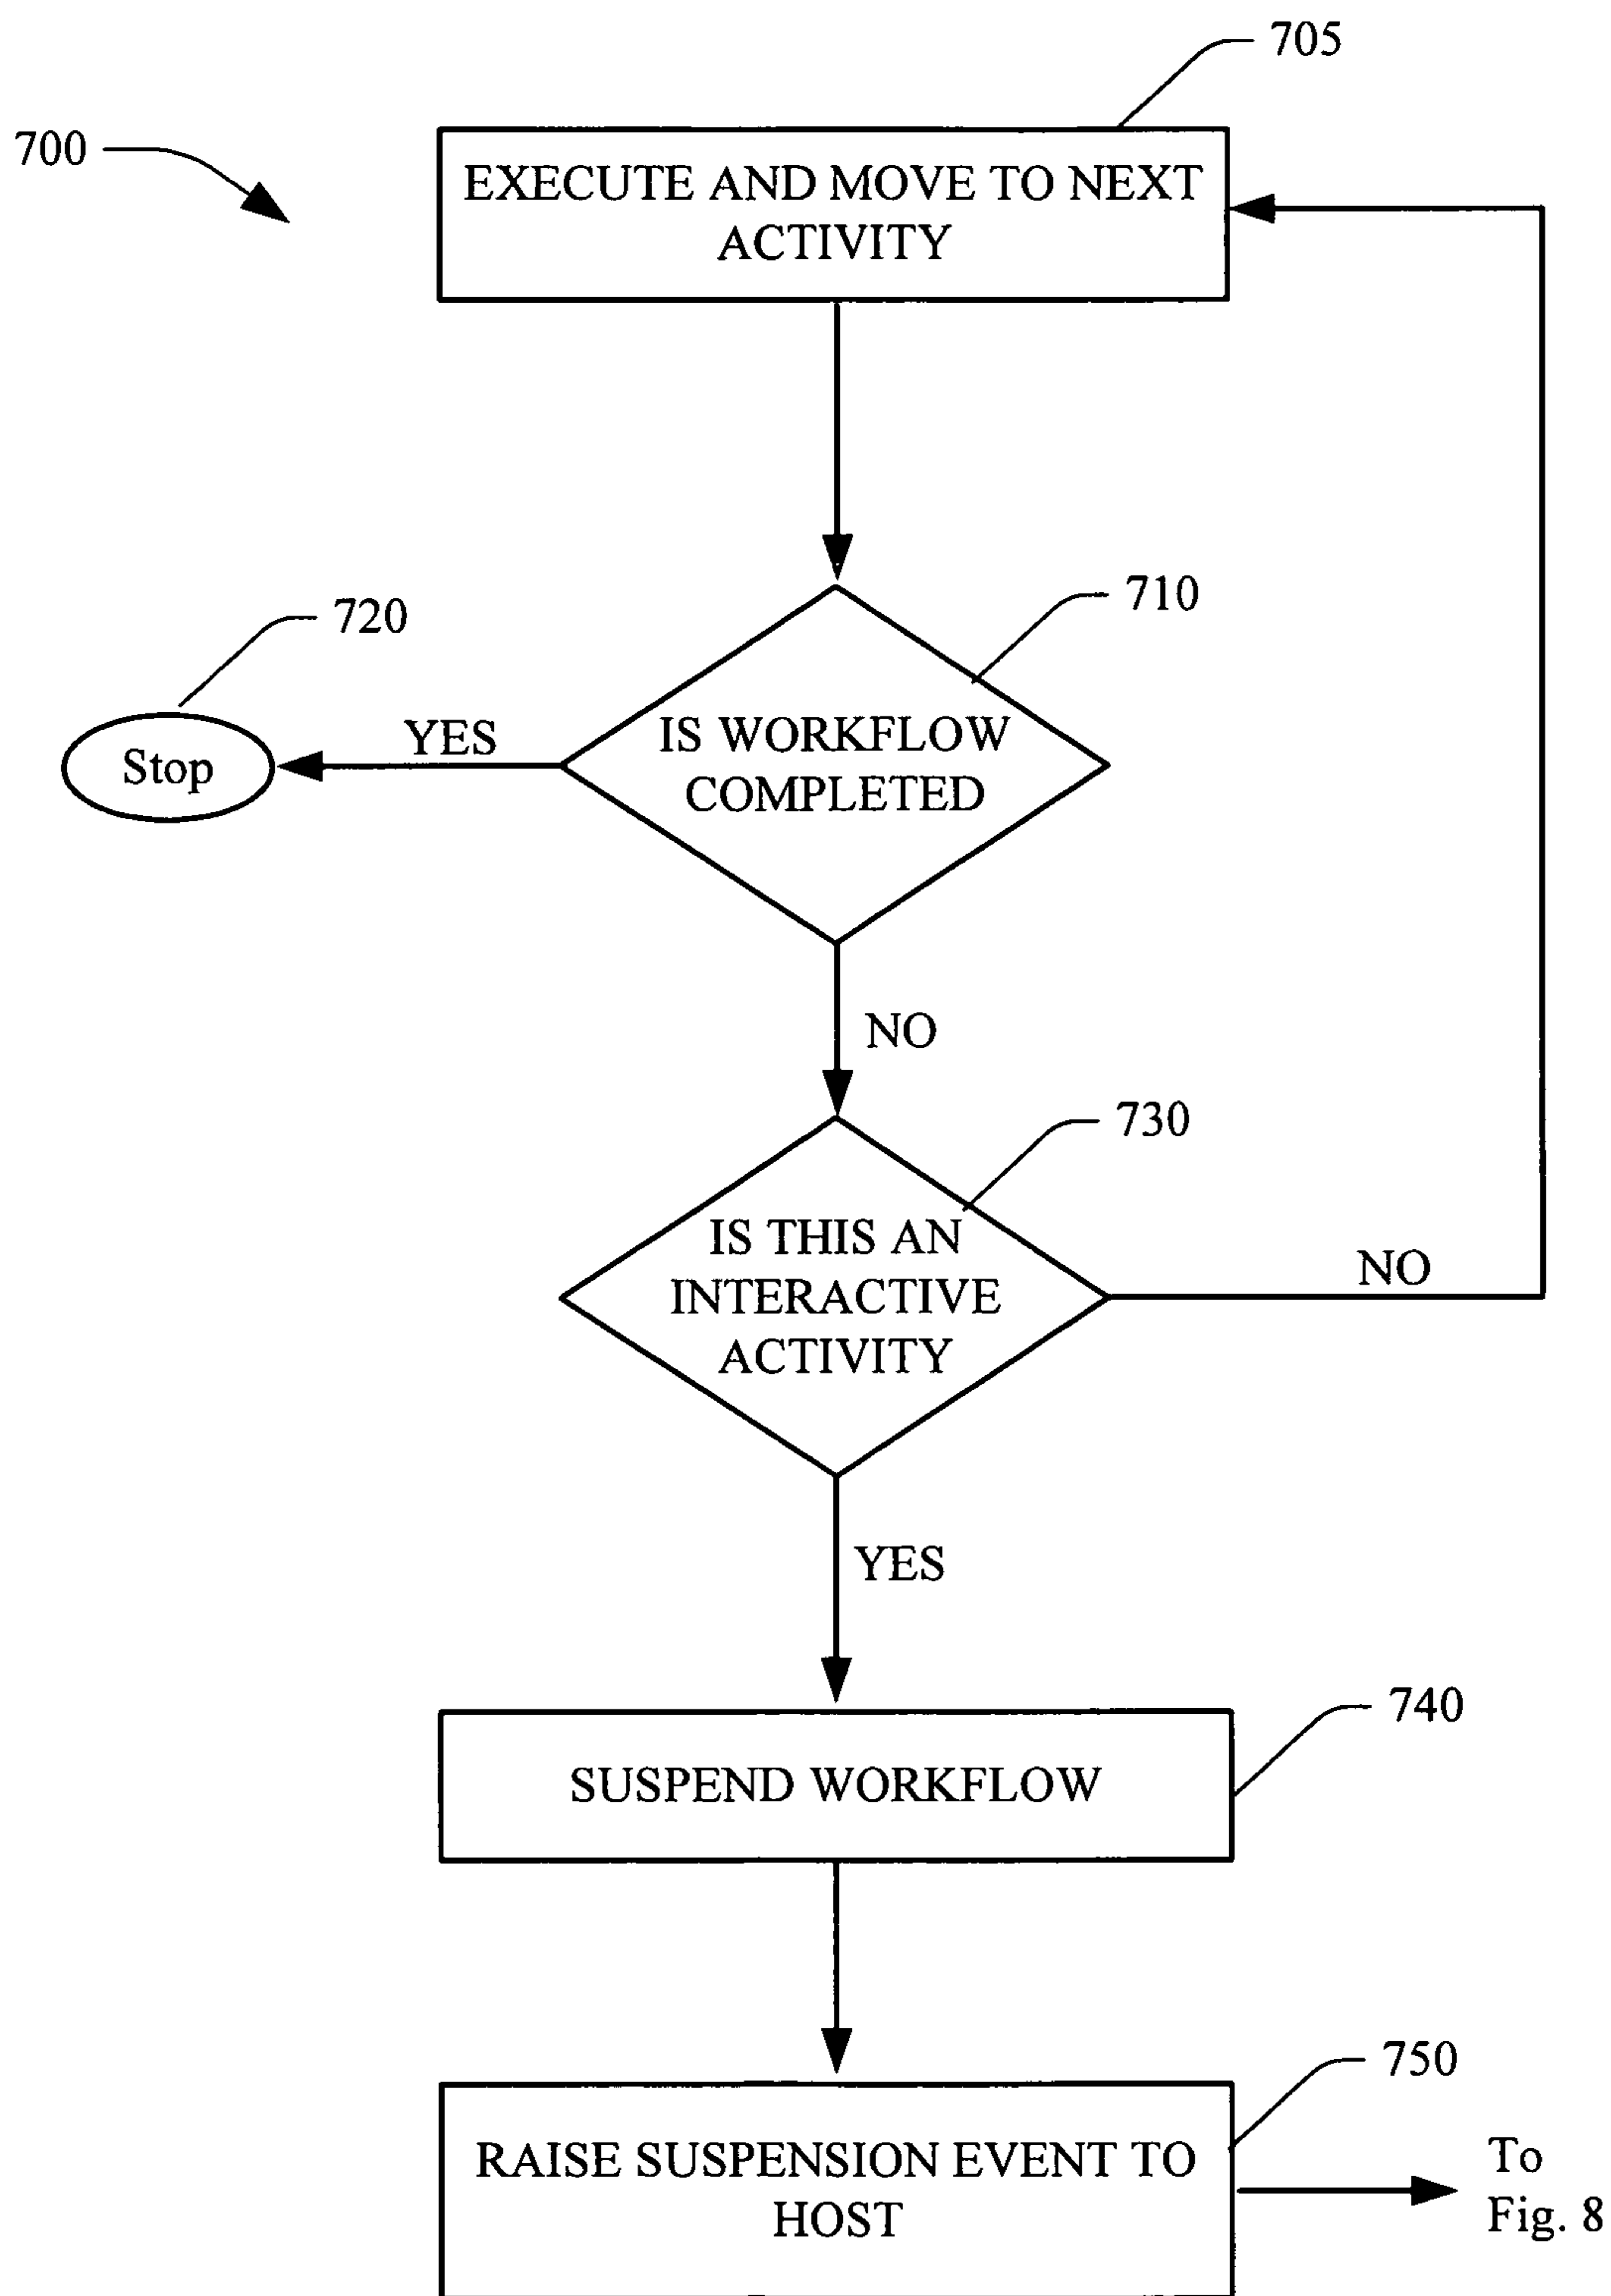 705
700
EXECUTE AND MOVE TO NEXT
ACTIVITY
710
720
IS WORKFLOW
COMPLETED
YES
Stop
NO
730
IS THIS AN
INTERACTIVE
ACTIVITY
NO
YES
740
SUSPEND WORKFLOW
750
RAISE SUSPENSION EVENT TO
HOST
To
Fig. 8